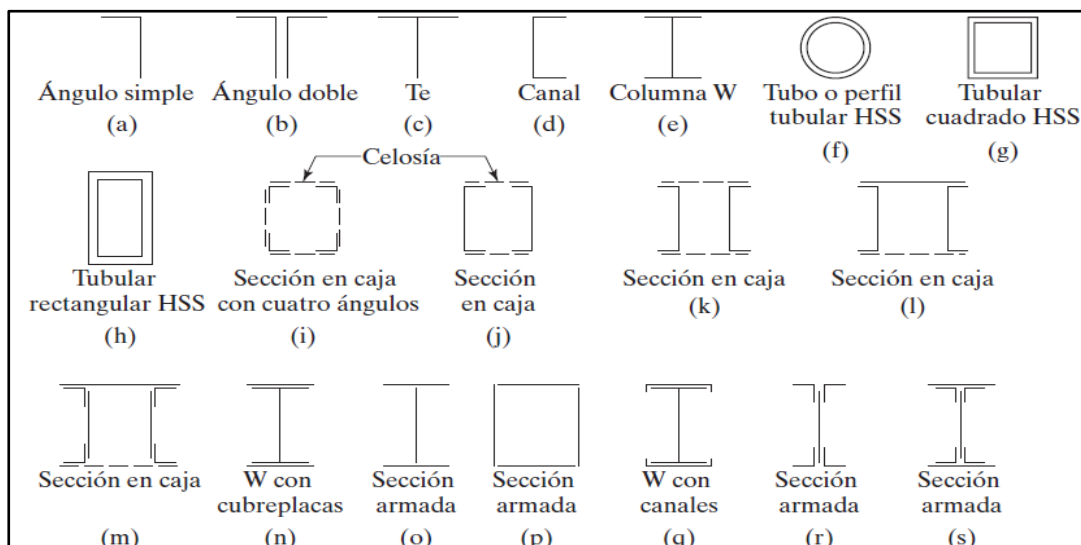 Ángulo simple
(a)
Ángulo doble
(b)
Te
(c)
Canal
(d)
Columna W
(e)
Tubo o perfil
tubular HSS
(f)
Tubular
cuadrado HSS
(g)
Celosía
Tubular
rectangular HSS
(h)
Sección en caja
con cuatro ángulos
(i)
Sección
en caja
(j)
Sección en caja
(k)
Sección en caja
(l)
Sección en caja
(m)
W con
cubreplacas
(n)
Sección
armada
(o)
Sección
armada
(p)
W con
canales
(q)
Sección
armada
(r)
Sección
armada
(s)